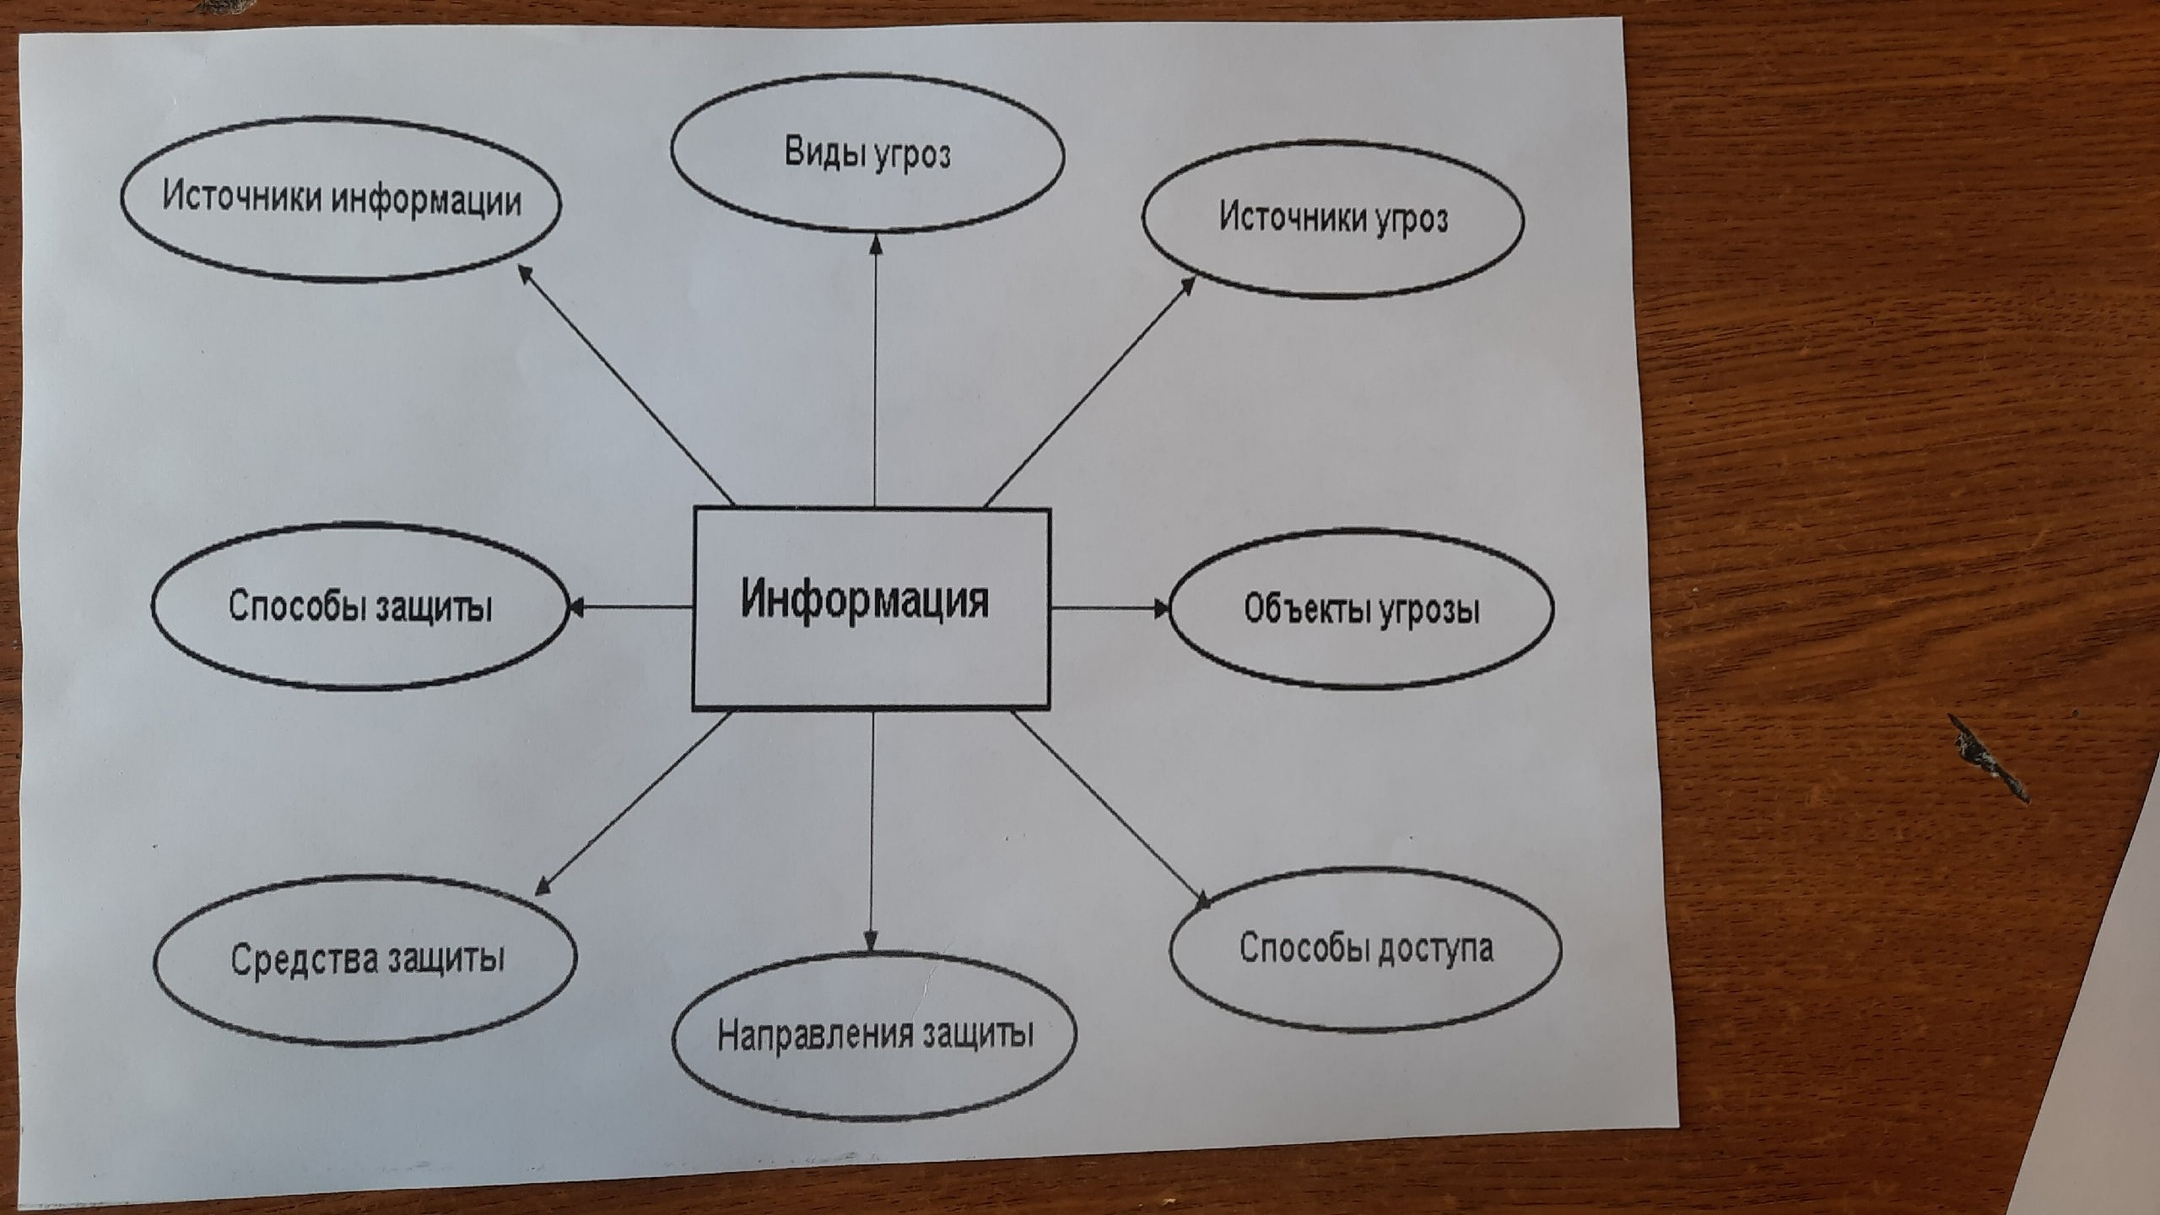 Виды угроз
Источники информации
Источники угроз
Способы защиты
Информация
Объекты угрозы
Средства защиты
Способы доступа
Направления защиты